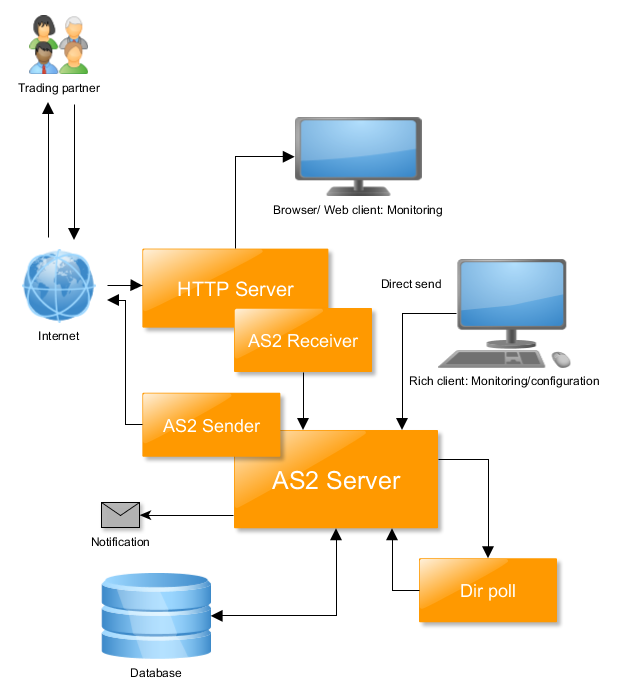 Trading partner
Browser/ Web client: Monitoring
HTTP Server
Direct send
Internet
AS2 Receiver
Rich client: Monitoring/configuration
AS2 Sender
AS2 Server
Notification
Dir poll
Database